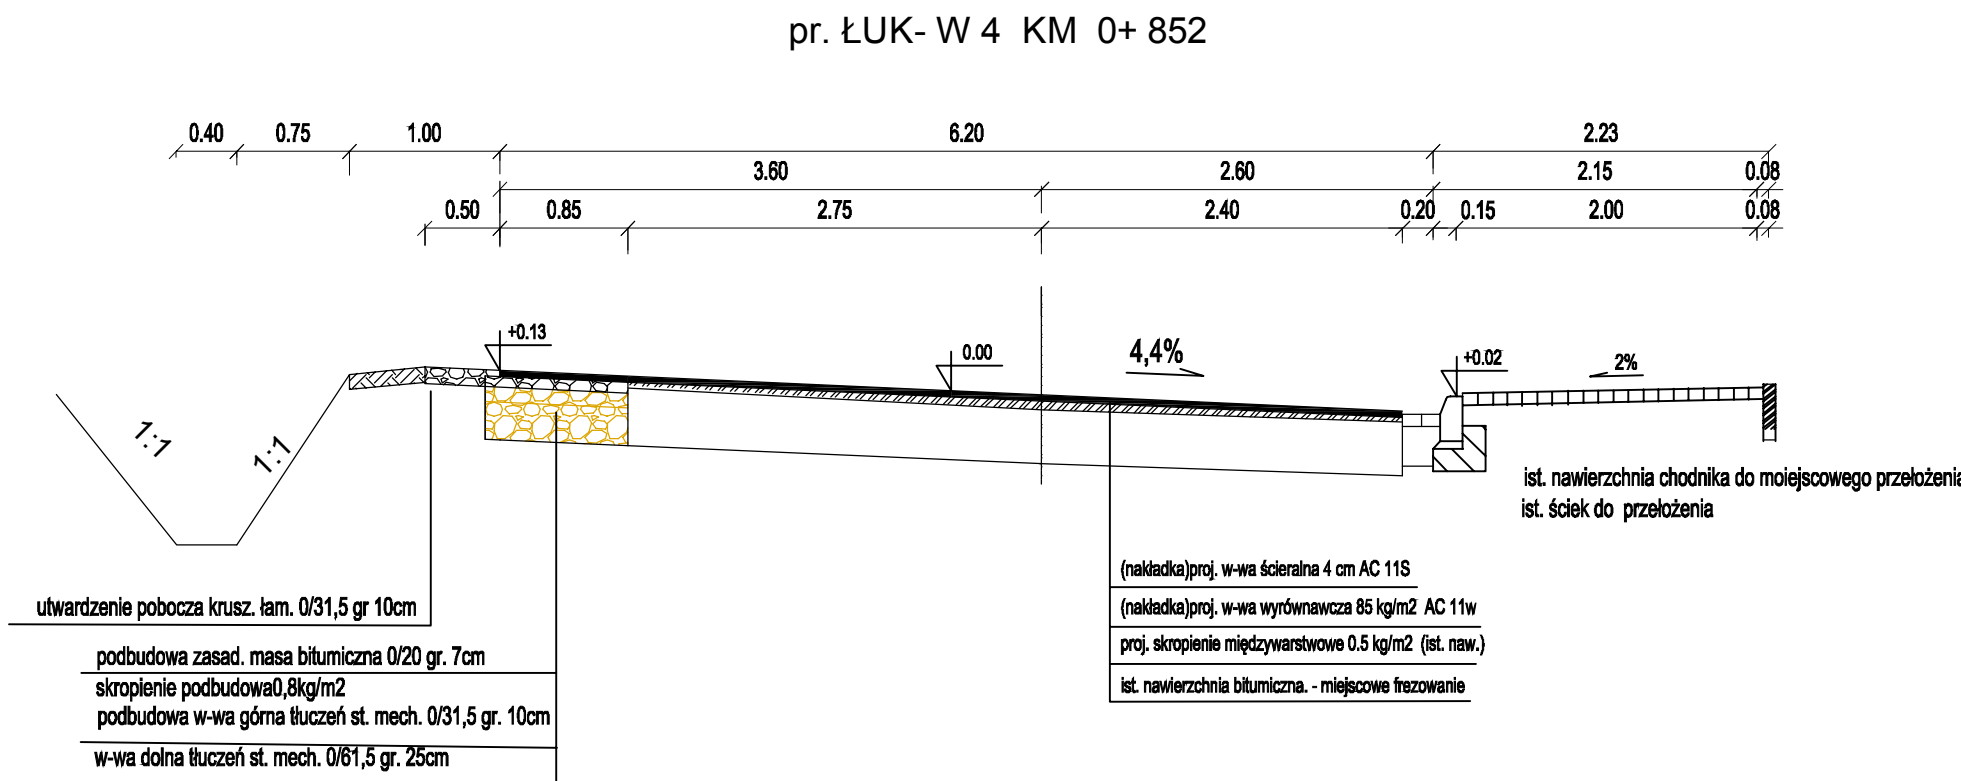 pr. ŁUK- W 4 KM 0+ 852
0.40 0.75 1.00 6.20 2.23
3.60 2.60 2.15 0.08
0.50 0.85 2.75 2.40 0.20 0.15 2.00 0.08
+0.13
0.00
4,4%
+0.02
2%
1:1
1:1
ist. nawierzchnia chodnika do moiejscowego przełożenia
ist. ściek do przełożenia
(nakładka)proj. w-wa ścieralna 4 cm AC 11S
(nakładka)proj. w-wa wyrównawcza 85 kg/m2 AC 11w
proj. skropienie międzywarstwowe 0.5 kg/m2 (ist. naw.)
ist. nawierzchnia bitumiczna. - miejscowe frezowanie
utwardzenie pobocza krusz. łam. 0/31,5 gr 10cm
podbudowa zasad. masa bitumiczna 0/20 gr. 7cm
skropienie podbudowa0,8kg/m2
podbudowa w-wa górna tłuczeń st. mech. 0/31,5 gr. 10cm
w-wa dolna tłuczeń st. mech. 0/61,5 gr. 25cm